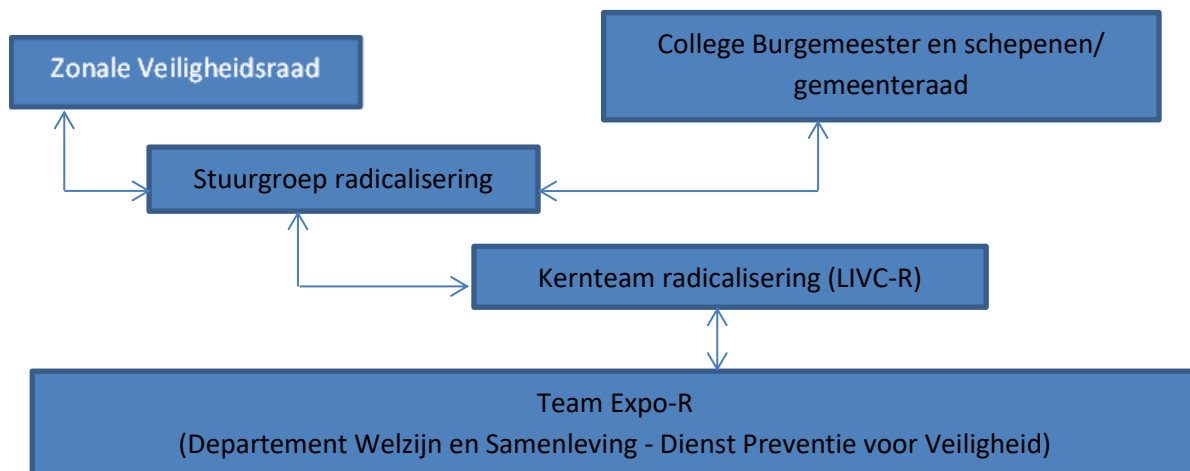 Zonale Veiligheidsraad
College Burgemeester en schepenen/
gemeenteraad
Stuurgroep radicalisering
Kernteam radicalisering (LIVC-R)
Team Expo-R
(Departement Welzijn en Samenleving - Dienst Preventie voor Veiligheid)